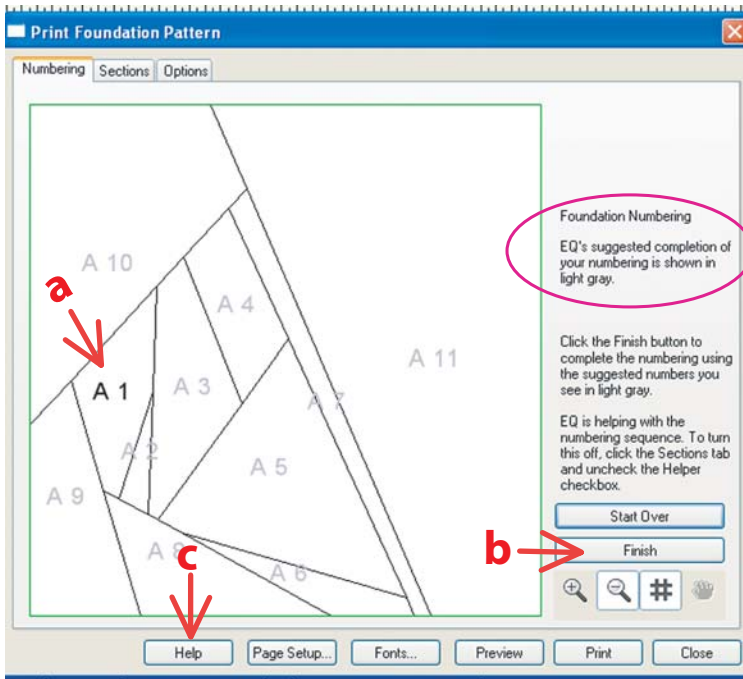 Print Foundation Pattern
Numbering Sections Options
A 10
a
A 4
A 1
A 3
A 11
A 7
A 2
A 5
A 9
A 8
A 6
c
Foundation Numbering
EQ's suggested completion of
your numbering is shown in
light gray.
Click the Finish button to
complete the numbering using
the suggested numbers you
see in light gray.
EQ is helping with the
numbering sequence. To turn
this off, click the Sections tab
and uncheck the Helper
checkbox.
Start Over
b
Finish
Help Page Setup... Fonts... Preview Print Close